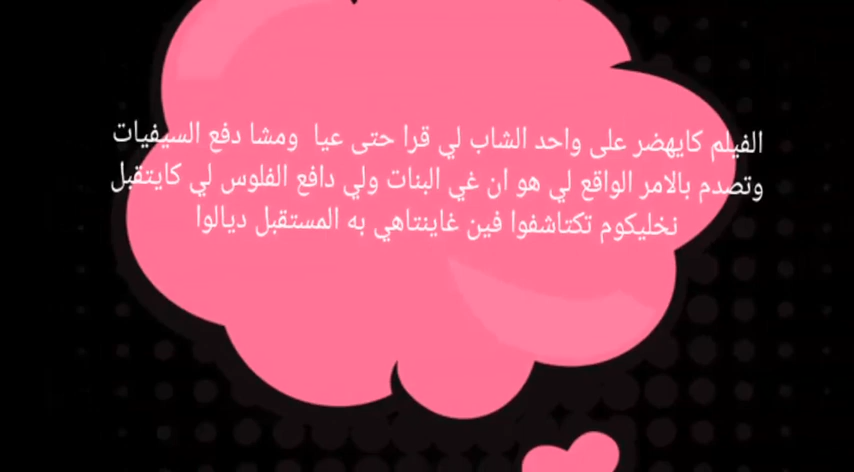 الفيلم كايهضر على واحد الشاب لي قرا حتى عيا ومشا دفع السيفيات
وتصدم بالامر الواقع لي هو ان غي البنات ولي دافع الفلوس لي كايتقبل
نخليكوم تكتاشفوا فين غاينتاهي به المستقبل ديالوا